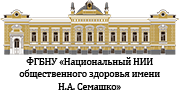 ФГБНУ «Национальный НИИ
общественного здоровья имени
Н.А. Семашко»